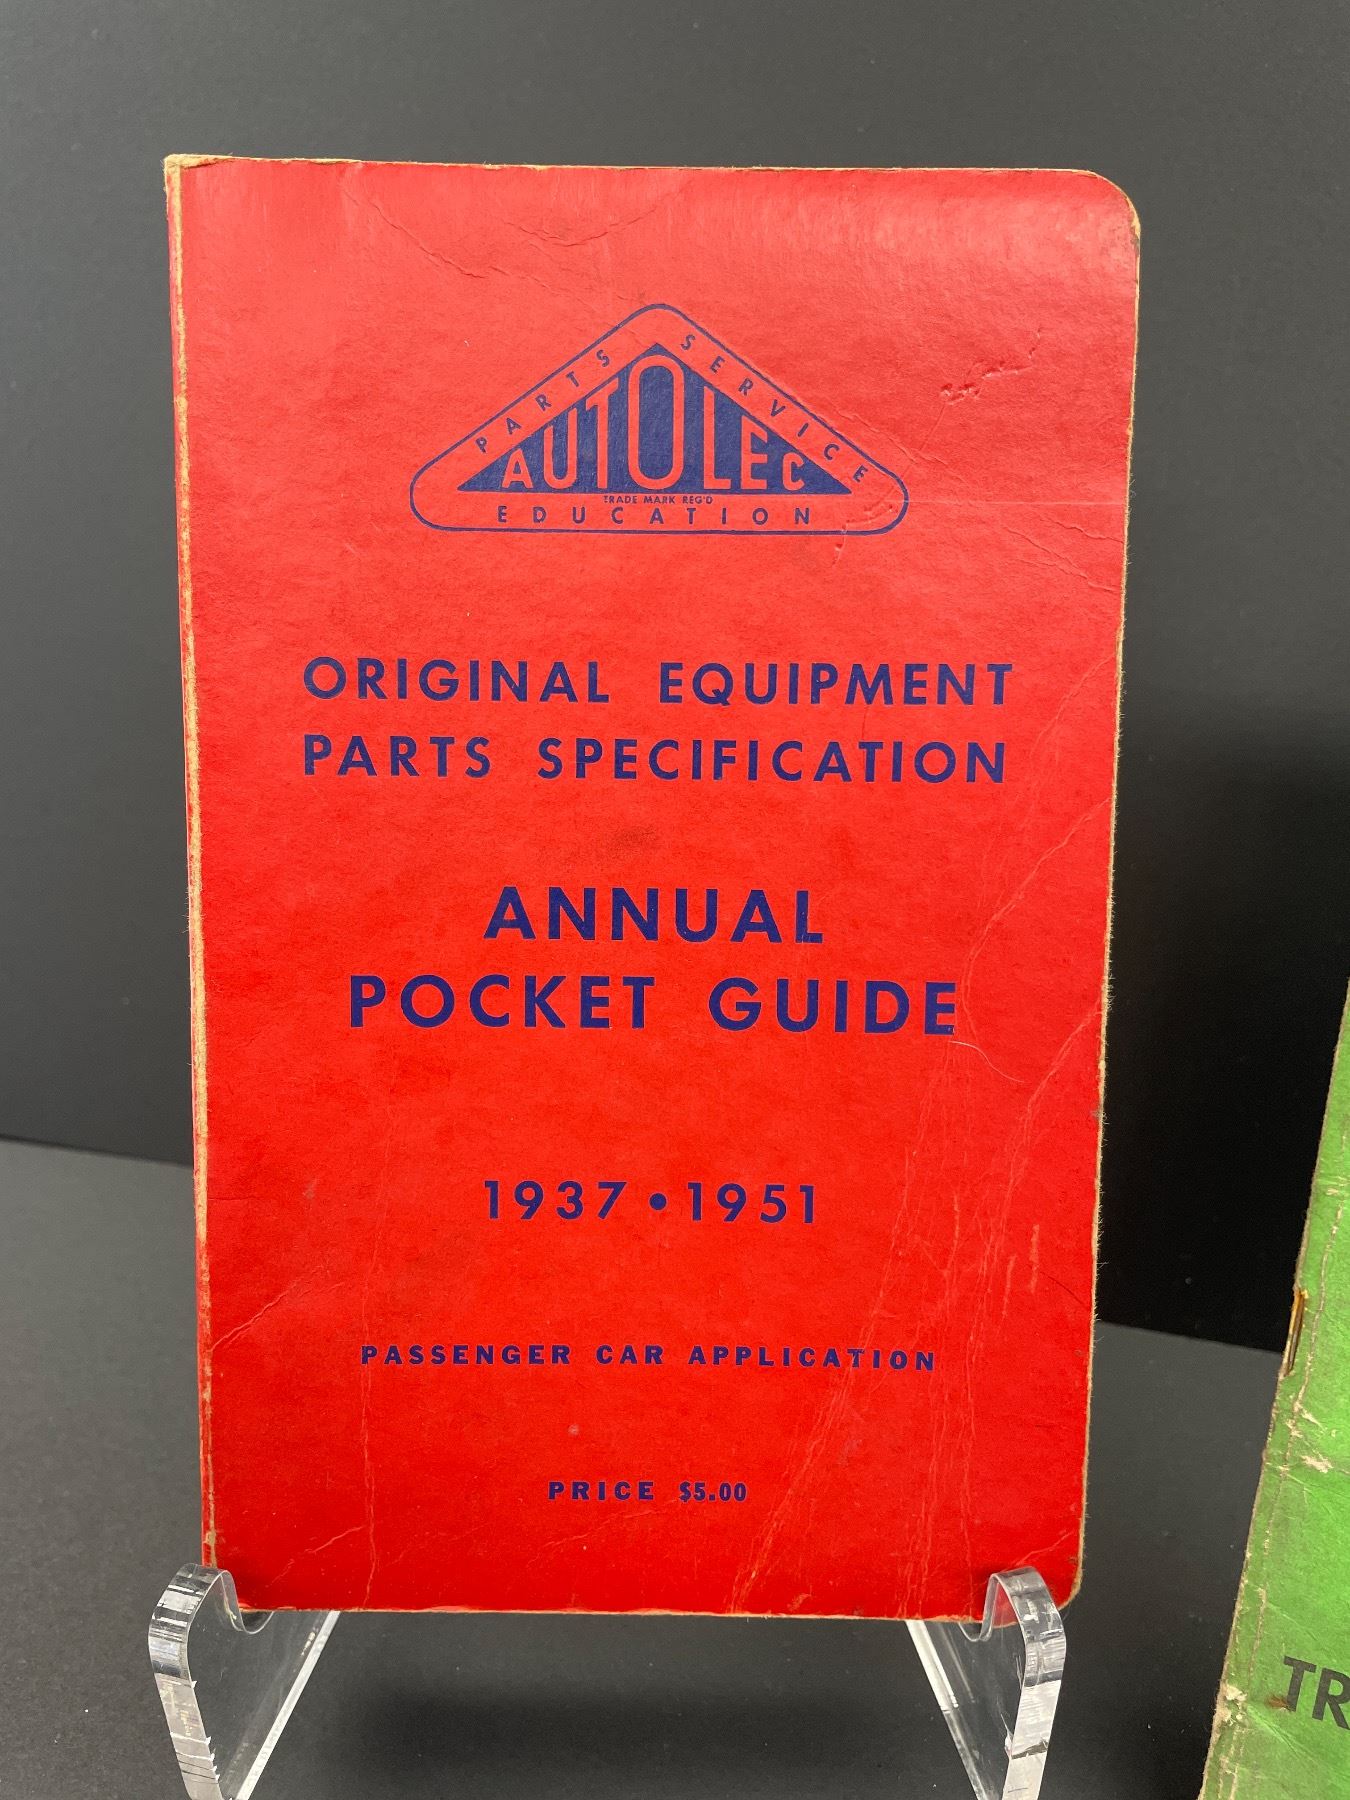 PARTS SERVICE
AUTOLEC
TRADE MARK REG'D
EDUCATION
ORIGINAL EQUIPMENT
PARTS SPECIFICATION
ANNUAL
POCKET GUIDE
1937 • 1951
PASSENGER CAR APPLICATION
PRICE $5.00
TR